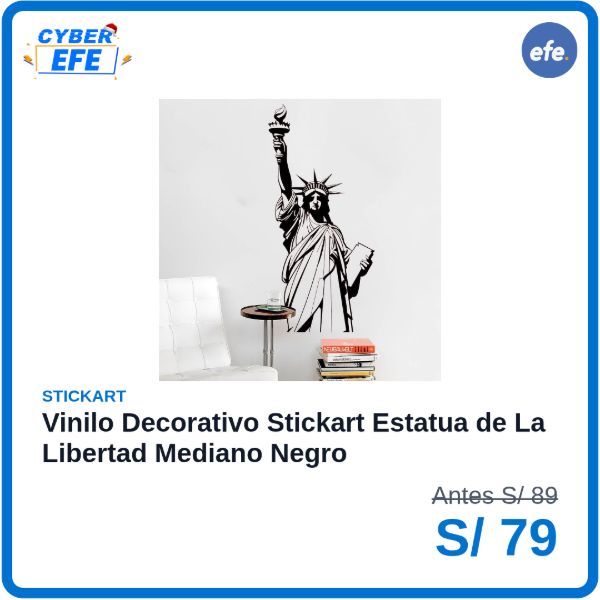 CYBER
EFE
efe.
STICKART
Vinilo Decorativo Stickart Estatua de La
Libertad Mediano Negro
Antes S/ 89
S/ 79